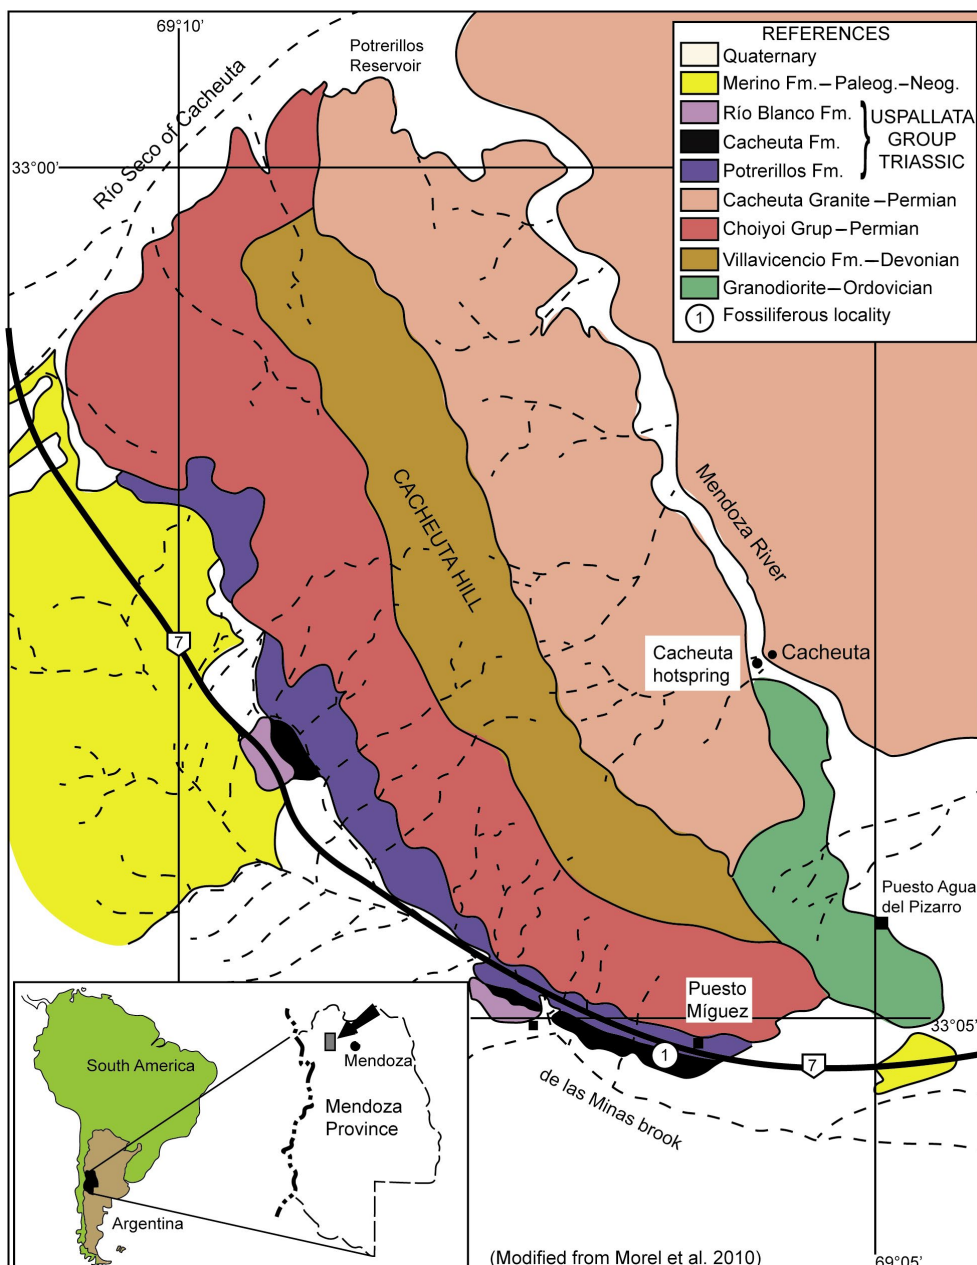 69°10’
Potrerillos
Reservoir
Río Seco of Cacheuta
33°00’
REFERENCES
Quaternary
Merino Fm.–Paleog.–Neog.
Río Blanco Fm.
Cacheuta Fm.
Potrerillos Fm.
USPALLATA
GROUP
TRIASSIC
Cacheuta Granite–Permian
Choiyoi Grup–Permian
Villavicencio Fm.–Devonian
Granodiorite–Ordovician
1 Fossiliferous locality
CACHEUTA HILL
Mendoza River
7
Cacheuta
hotspring
Cacheuta
Puesto Agua
del Pizarro
Puesto
Míguez
33°05’
1
7
de las Minas brook
South America
Argentina
Mendoza
Mendoza
Province
(Modified from Morel et al. 2010)
69°05’